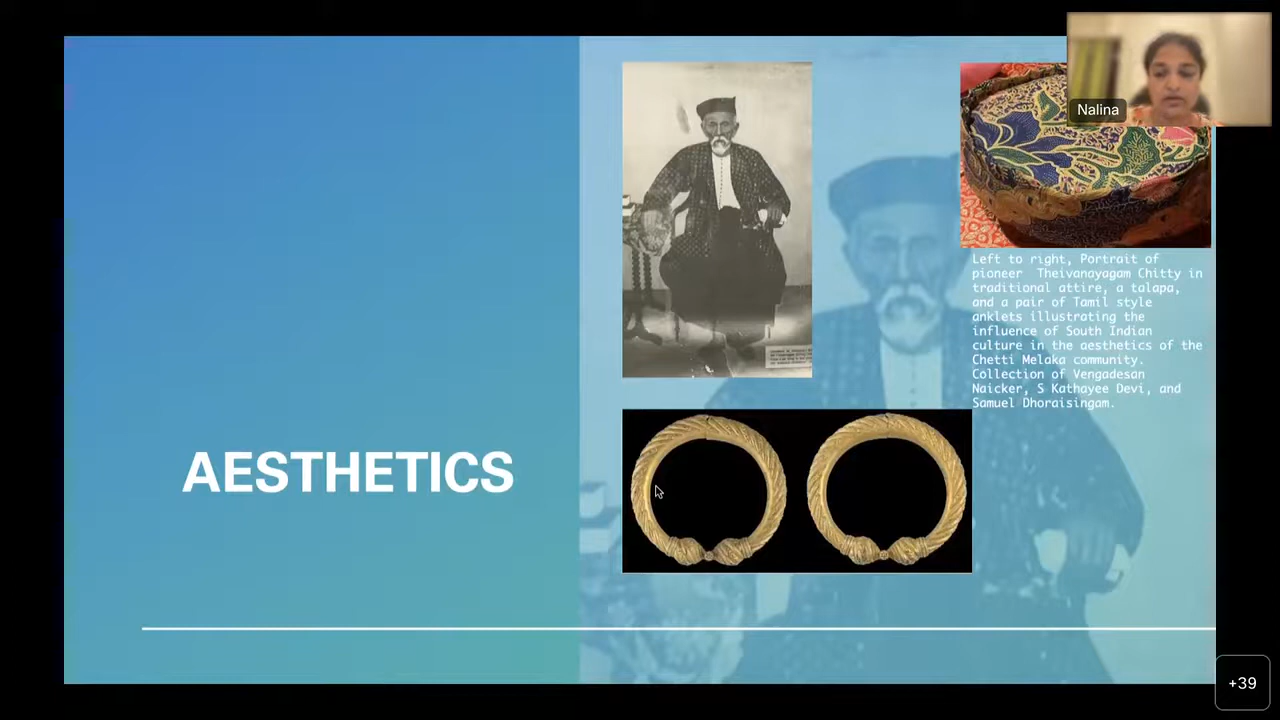 Nalina
Left to right, Portrait of
pioneer  Theivanayagam Chitty in
traditional attire, a talapa,
and a pair of Tamil style
anklets illustrating the
influence of South Indian
culture in the aesthetics of the
Chetti Melaka community.
Collection of Vengadesan
Naicker, S Kathayee Devi, and
Samuel Dhoraisingam.
AESTHETICS
+39